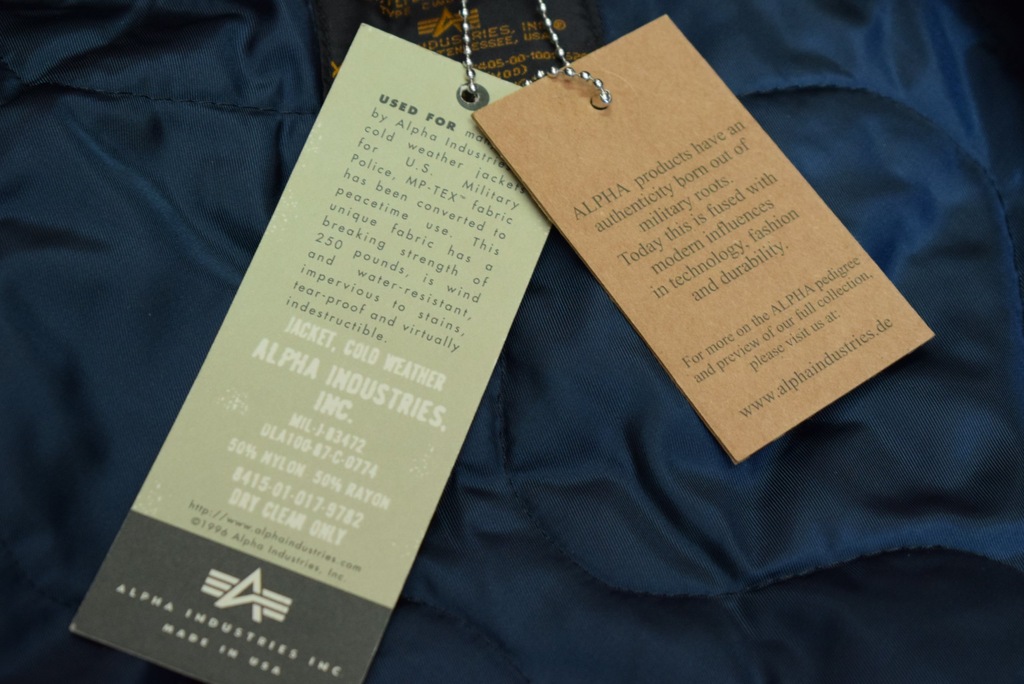 INDUSTRIES, INC®
TENNESSEE, USA
USED FOR
by Alpha Industries
cold weather jackets
for U.S. Military
Police, MP-TEX™ fabric
has been converted to
peacetime use. This
unique fabric has a
breaking strength of
250 pounds, is wind
and water-resistant,
impervious to stains,
tear-proof and virtually
indestructible.
JACKET, COLD WEATHER
ALPHA INDUSTRIES,
INC.
MIL-J-83472
DLA100-87-C-0774
50% NYLON 50% RAYON
8415-01-017-9782
DRY CLEAN ONLY
http://www.alphaindustries.com
©1996 Alpha Industries, Inc.
ALPHA INDUSTRIES INC
MADE IN USA
ALPHA products have an
authenticity born out of
military roots.
Today this is fused with
modern influences
in technology, fashion
and durability.
For more on the ALPHA pedigree
and preview of our full collection,
please visit us at:
www.alphaindustries.de